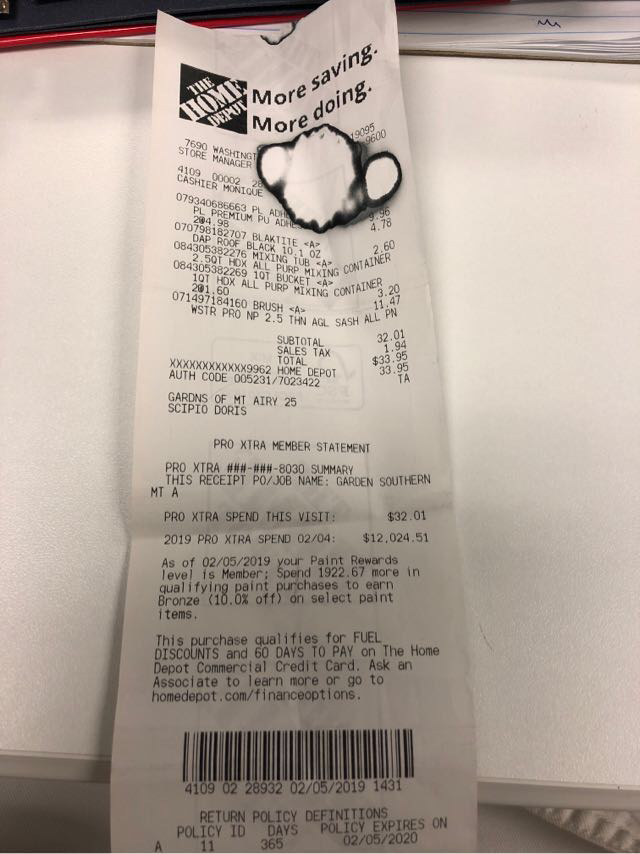 THE HOME DEPOT
More saving.
More doing.
7690 WASHINGT 19095
STORE MANAGER 9600
4109 00002 28
CASHIER MONIQUE
079340686663 PL ADH
PL PREMIUM PU ADHE
2@4.98 9.96
070798182707 BLAKTITE <A> 4.78
DAP ROOF BLACK 10.1 OZ
084305382276 MIXING TUB <A> 2.60
2.5QT HDX ALL PURP MIXING CONTAINER
084305382269 1QT BUCKET <A>
1QT HDX ALL PURP MIXING CONTAINER
2@1.60 3.20
071497184160 BRUSH <A> 11.47
WSTR PRO NP 2.5 THN AGL SASH ALL PN
SUBTOTAL 32.01
SALES TAX 1.94
TOTAL $33.95
XXXXXXXXXXXX9962 HOME DEPOT 33.95
AUTH CODE 005231/7023422 TA
GARDNS OF MT AIRY 25
SCIPIO DORIS
PRO XTRA MEMBER STATEMENT
PRO XTRA ###-###-8030 SUMMARY
THIS RECEIPT PO/JOB NAME: GARDEN SOUTHERN
MT A
PRO XTRA SPEND THIS VISIT: $32.01
2019 PRO XTRA SPEND 02/04: $12,024.51
As of 02/05/2019 your Paint Rewards
level is Member; Spend 1922.67 more in
qualifying paint purchases to earn
Bronze (10.0% off) on select paint
items.
This purchase qualifies for FUEL
DISCOUNTS and 60 DAYS TO PAY on The Home
Depot Commercial Credit Card. Ask an
Associate to learn more or go to
homedepot.com/financeoptions.
4109 02 28932 02/05/2019 1431
RETURN POLICY DEFINITIONS
POLICY ID DAYS POLICY EXPIRES ON
A 11 365 02/05/2020